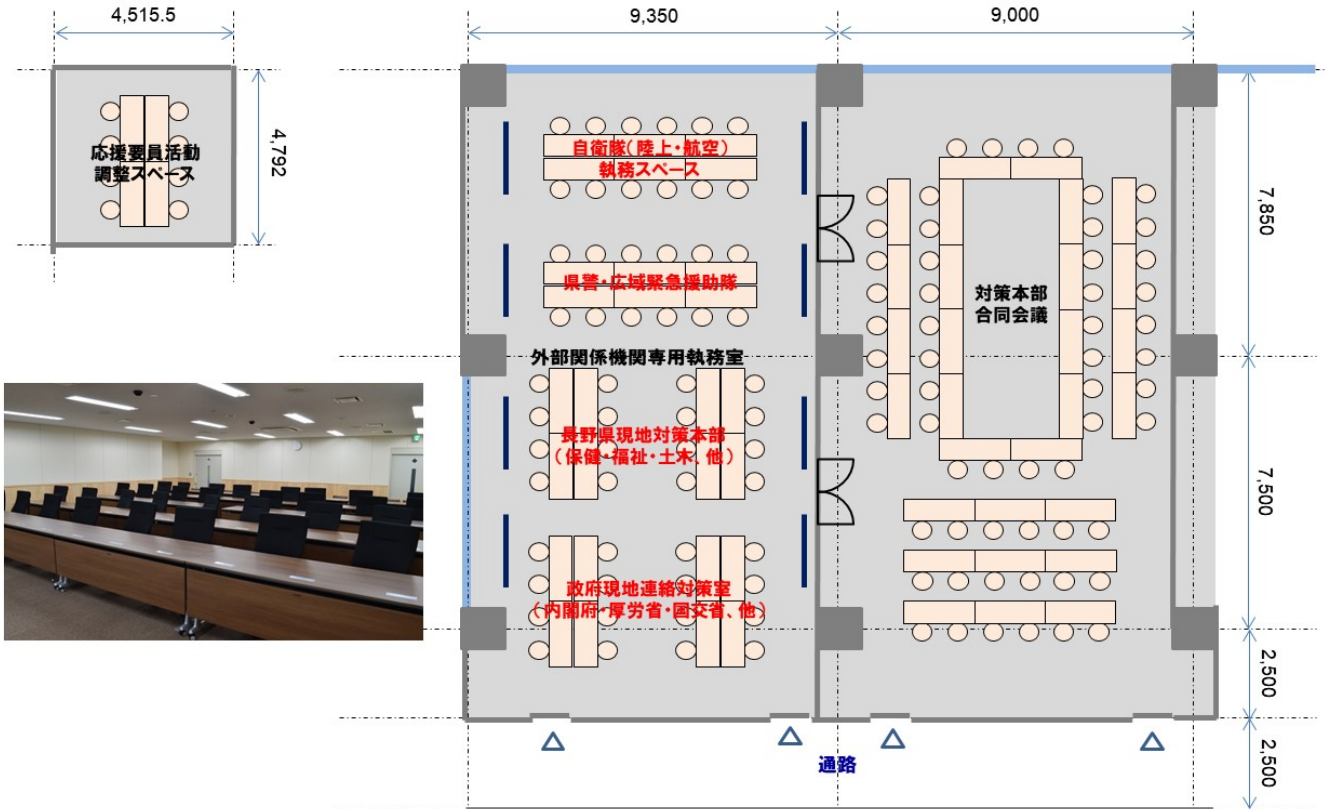 4,515.5
9,350
9,000
4,792
応援要員活動
調整スペース
自衛隊（陸上・航空）
執務スペース
県警・広域緊急援助隊
外部関係機関専用執務室
長野県現地対策本部
（保健・福祉・土木、他）
政府現地連絡対策室
（内閣府・厚労省・国交省、他）
対策本部
合同会議
7,850
7,500
2,500
2,500
通路